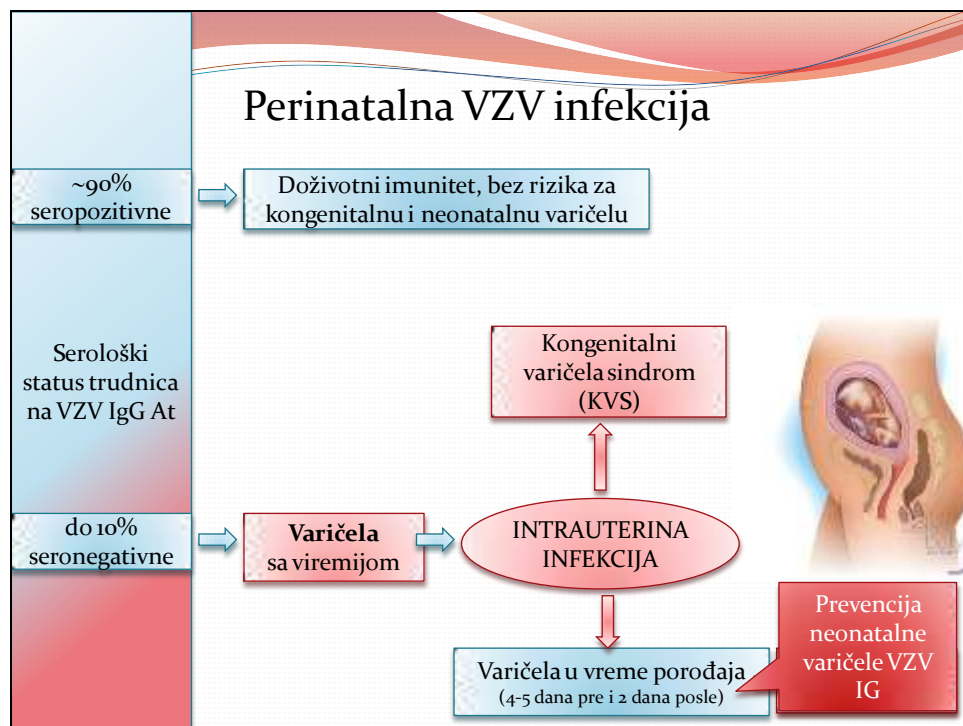 Perinatalna VZV infekcija
~90%
seropozitivne
Doživotni imunitet, bez rizika za
kongenitalnu i neonatalnu varičelu
Serološki
status trudnica
na VZV IgG At
Kongenitalni
varičela sindrom
(KVS)
do 10%
seronegativne
Varičela
sa viremijom
INTRAUTERINA
INFEKCIJA
Varičela u vreme porođaja
(4-5 dana pre i 2 dana posle)
Prevencija
neonatalne
varičele VZV
IG